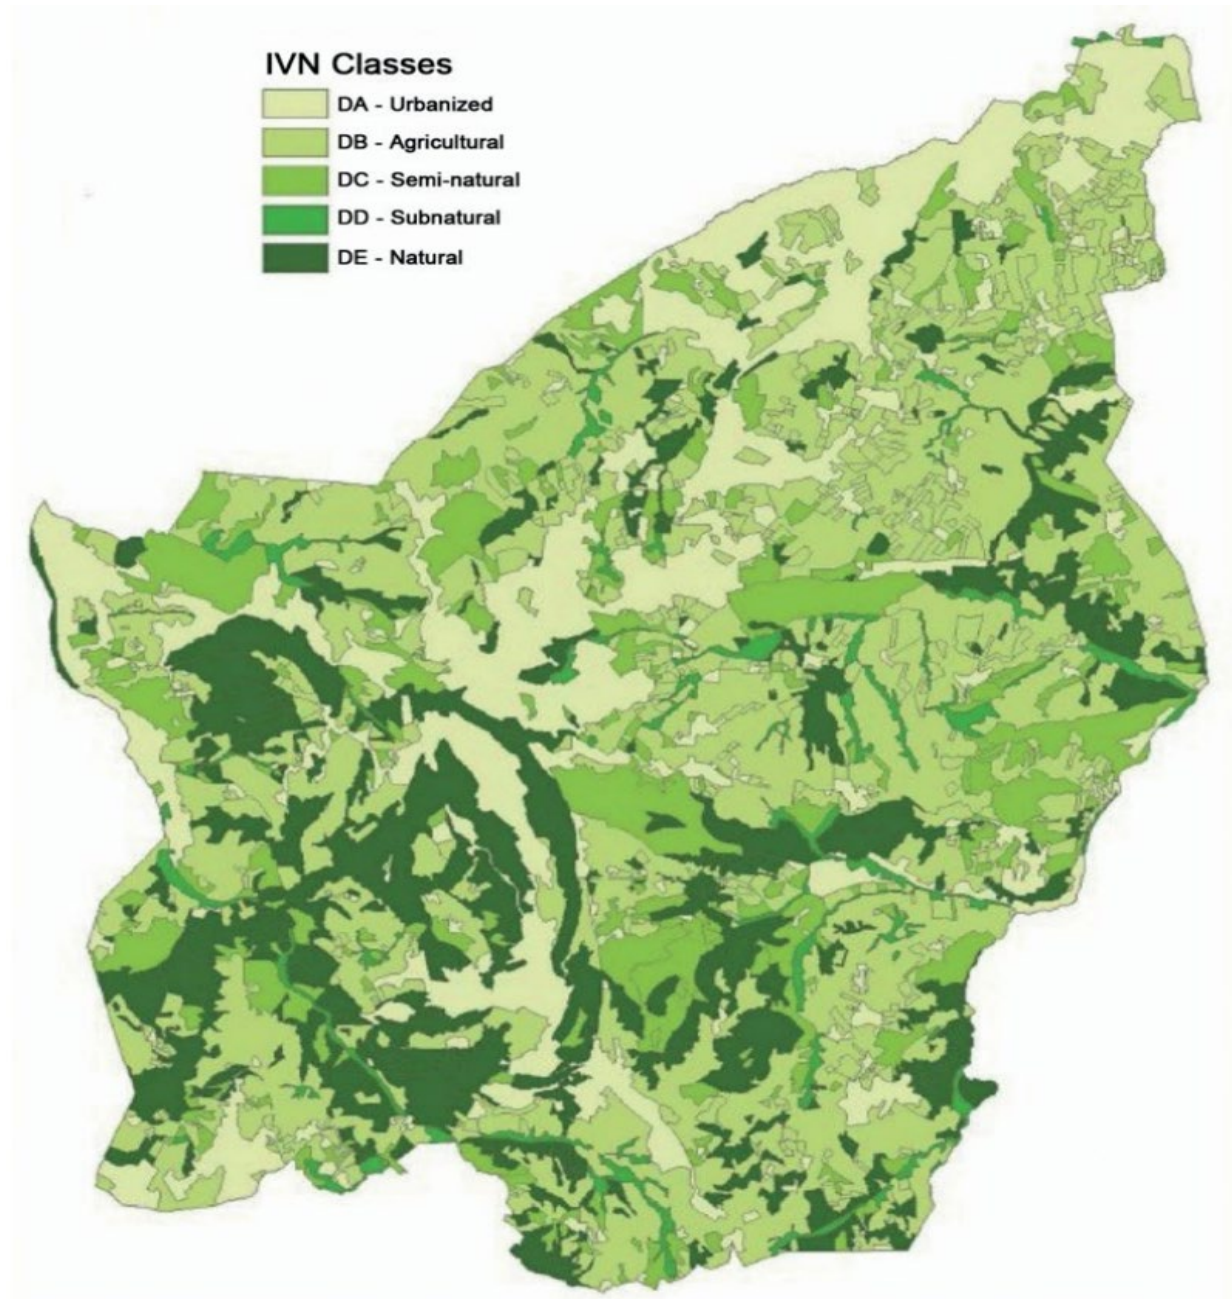 IVN Classes
DA - Urbanized
DB - Agricultural
DC - Semi-natural
DD - Subnatural
DE - Natural